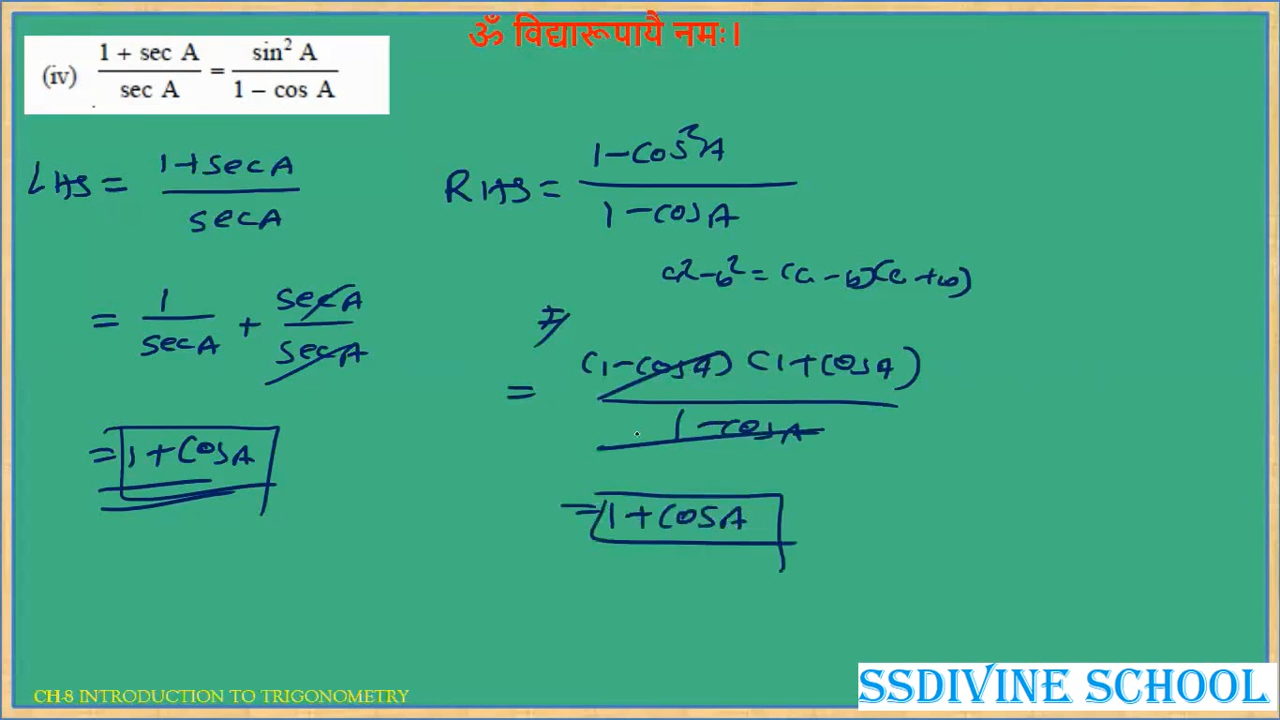 ॐ विद्यारूपायै नमः।
(iv) (1 + sec A)/(sec A) = (sin² A)/(1 − cos A)
LHS = (1+secA)/(secA)
= 1/(secA) + (secA)/(secA)
= 1+cosA
RHS = (1−cos²A)/(1−cosA)
a²−b² = (a−b)(a+b)
= ((1−cosA) (1+cosA))/(1−cosA)
= 1+cosA
CH-8 INTRODUCTION TO TRIGONOMETRY
SSDIVINE SCHOOL